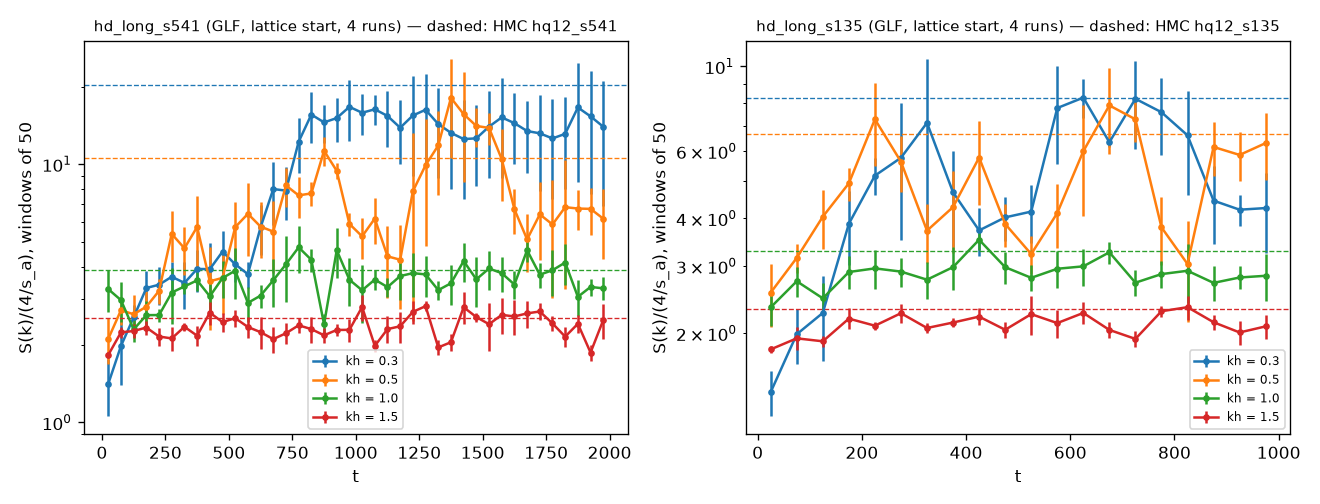 hd_long_s541 (GLF, lattice start, 4 runs) — dashed: HMC hq12_s541
S(k)/(4/s_a), windows of 50
10¹
10⁰
0 250 500 750 1000 1250 1500 1750 2000
t
kh = 0.3
kh = 0.5
kh = 1.0
kh = 1.5
hd_long_s135 (GLF, lattice start, 4 runs) — dashed: HMC hq12_s135
S(k)/(4/s_a), windows of 50
10¹
6 × 10⁰
4 × 10⁰
3 × 10⁰
2 × 10⁰
0 200 400 600 800 1000
t
kh = 0.3
kh = 0.5
kh = 1.0
kh = 1.5